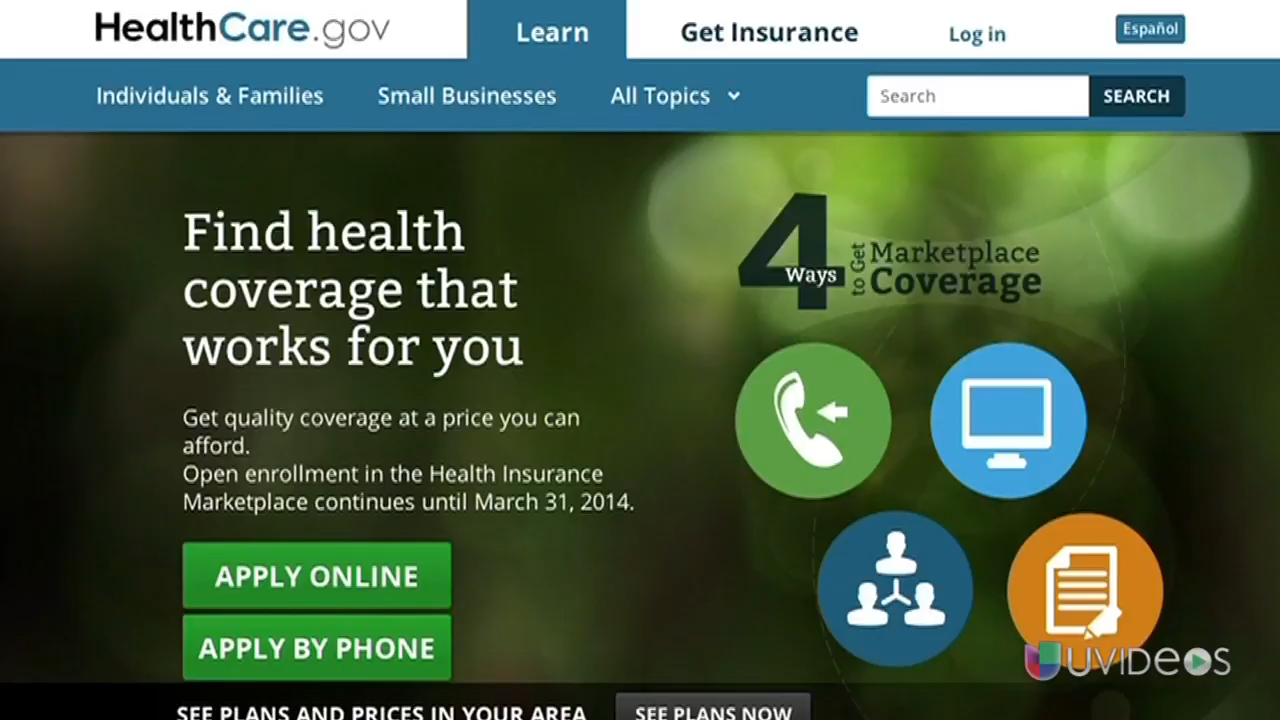 HealthCare.gov
Learn
Get Insurance
Log in
Español
Individuals & Families
Small Businesses
All Topics
Search
SEARCH
Find health
coverage that
works for you
Get quality coverage at a price you can
afford.
Open enrollment in the Health Insurance
Marketplace continues until March 31, 2014.
APPLY ONLINE
APPLY BY PHONE
4 Ways to Get Marketplace
Coverage
SEE PLANS AND PRICES IN YOUR AREA
SEE PLANS NOW
UVIDEOS